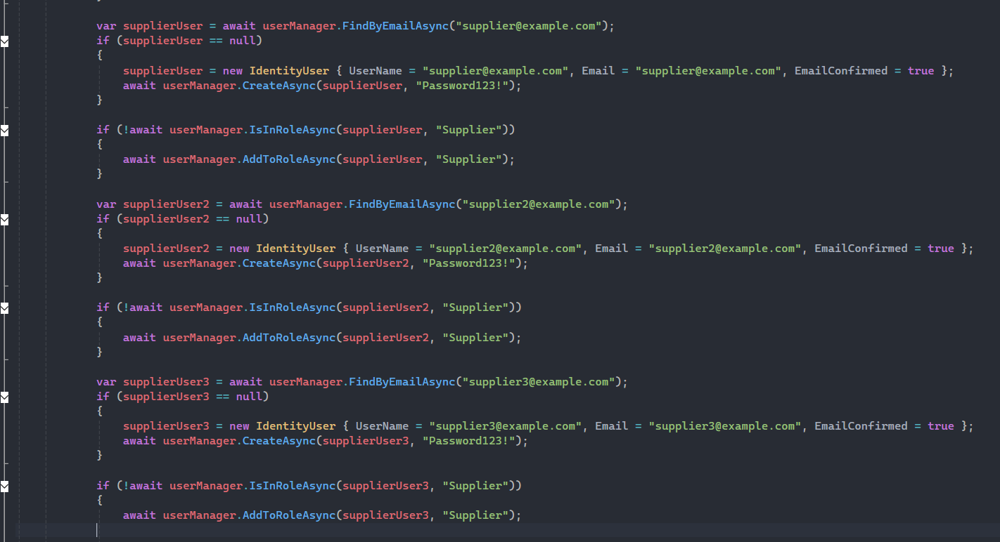 var supplierUser = await userManager.FindByEmailAsync("supplier@example.com");
if (supplierUser == null)
{
supplierUser = new IdentityUser { UserName = "supplier@example.com", Email = "supplier@example.com", EmailConfirmed = true };
await userManager.CreateAsync(supplierUser, "Password123!");
}
if (!await userManager.IsInRoleAsync(supplierUser, "Supplier"))
{
await userManager.AddToRoleAsync(supplierUser, "Supplier");
}
var supplierUser2 = await userManager.FindByEmailAsync("supplier2@example.com");
if (supplierUser2 == null)
{
supplierUser2 = new IdentityUser { UserName = "supplier2@example.com", Email = "supplier2@example.com", EmailConfirmed = true };
await userManager.CreateAsync(supplierUser2, "Password123!");
}
if (!await userManager.IsInRoleAsync(supplierUser2, "Supplier"))
{
await userManager.AddToRoleAsync(supplierUser2, "Supplier");
}
var supplierUser3 = await userManager.FindByEmailAsync("supplier3@example.com");
if (supplierUser3 == null)
{
supplierUser3 = new IdentityUser { UserName = "supplier3@example.com", Email = "supplier3@example.com", EmailConfirmed = true };
await userManager.CreateAsync(supplierUser3, "Password123!");
}
if (!await userManager.IsInRoleAsync(supplierUser3, "Supplier"))
{
await userManager.AddToRoleAsync(supplierUser3, "Supplier");